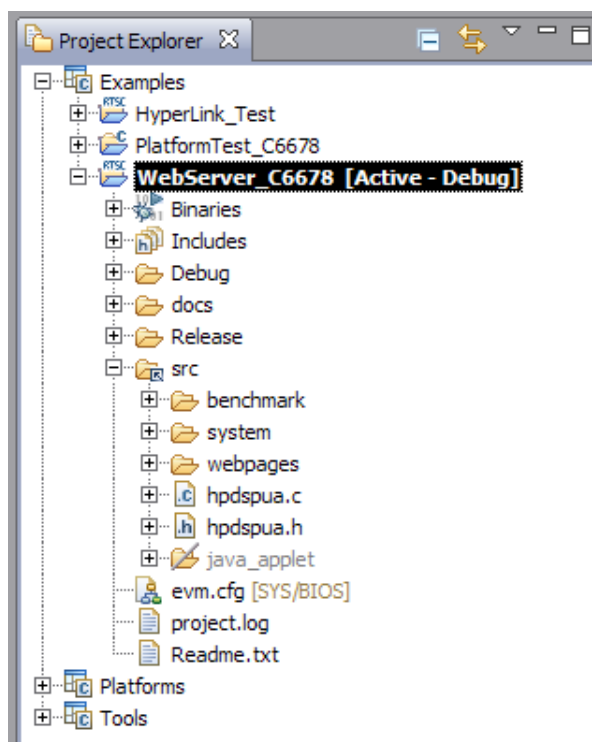 Project Explorer
Examples
HyperLink_Test
PlatformTest_C6678
WebServer_C6678 [Active - Debug]
Binaries
Includes
Debug
docs
Release
src
benchmark
system
webpages
hpdspua.c
hpdspua.h
java_applet
evm.cfg [SYS/BIOS]
project.log
Readme.txt
Platforms
Tools